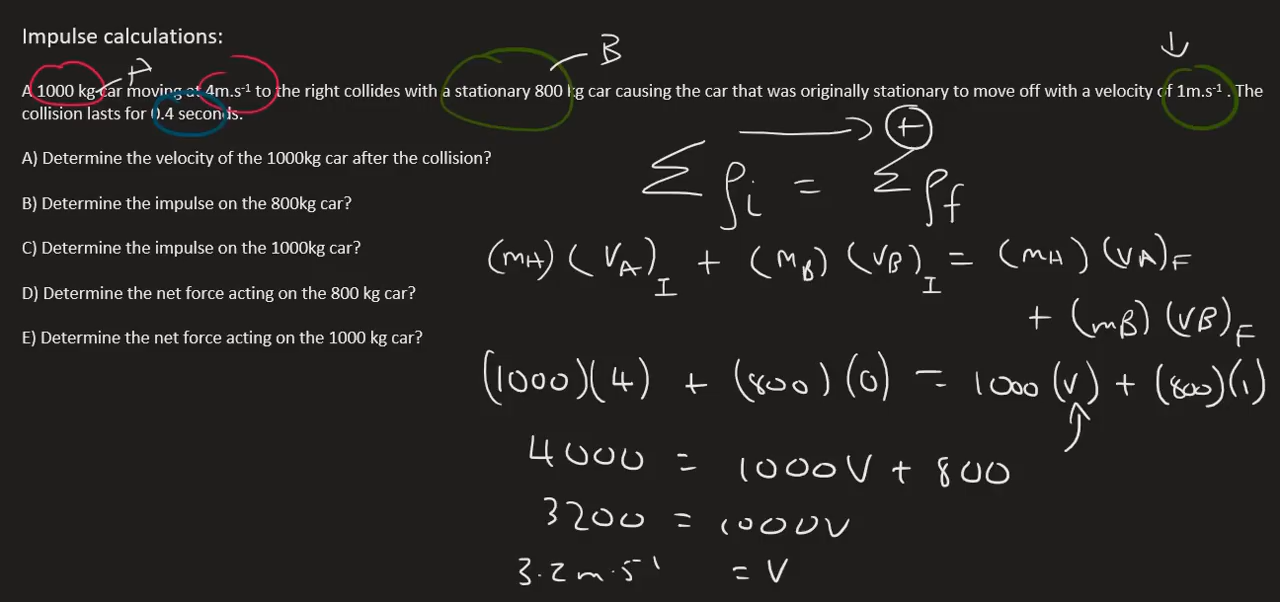 Impulse calculations:
A
B
A 1000 kg car moving at 4m.s⁻¹ to the right collides with a stationary 800 kg car causing the car that was originally stationary to move off with a velocity of 1m.s⁻¹ . The
collision lasts for 0.4 seconds.
A) Determine the velocity of the 1000kg car after the collision?
B) Determine the impulse on the 800kg car?
C) Determine the impulse on the 1000kg car?
D) Determine the net force acting on the 800 kg car?
E) Determine the net force acting on the 1000 kg car?
→ ⊕
Σ ρi = Σ ρf
(mA) (VA)I + (mB) (VB)I = (mA) (VA)F
+ (mB) (VB)F
(1000)(4) + (800)(0) = 1000 (V) + (800)(1)
4000 = 1000V + 800
3200 = 1000V
3.2 m.s⁻¹ = V